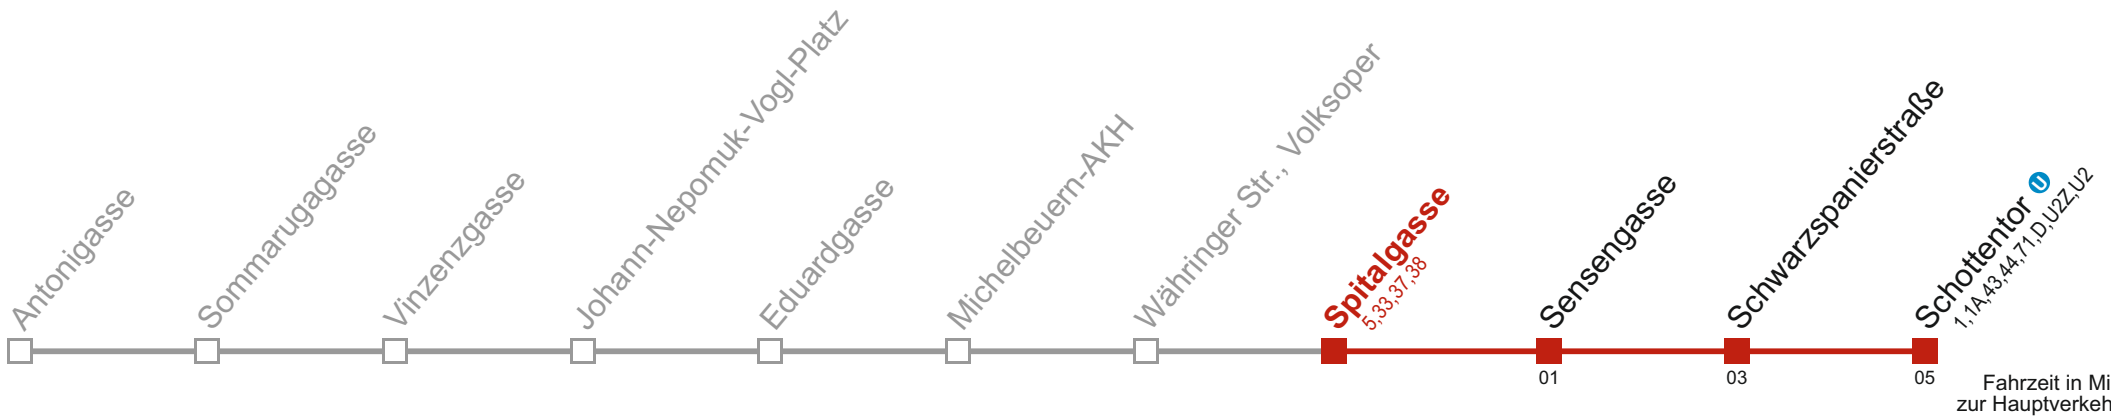 Antonigasse
Sommarugagasse
Vinzenzgasse
Johann-Nepomuk-Vogl-Platz
Eduardgasse
Michelbeuern-AKH
Währinger Str., Volksoper
Spitalgasse
5,33,37,38
Sensengasse
Schwarzspanierstraße
Schottentor U
1,1A,43,44,71,D,U2Z,U2
01
03
05
Fahrzeit in Mi
zur Hauptverkeh